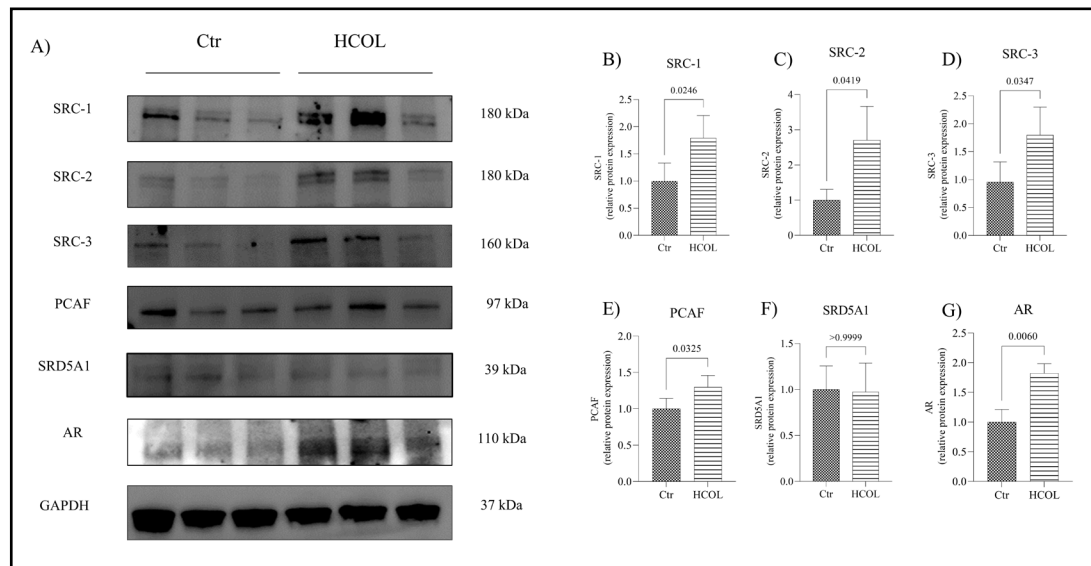 A)
Ctr
HCOL
SRC-1
180 kDa
SRC-2
180 kDa
SRC-3
160 kDa
PCAF
97 kDa
SRD5A1
39 kDa
AR
110 kDa
GAPDH
37 kDa
B)
SRC-1
0.0246
SRC-1
(relative protein expression)
2.5
2.0
1.5
1.0
0.5
0.0
Ctr HCOL
C)
SRC-2
0.0419
SRC-2
(relative protein expression)
4
3
2
1
0
Ctr HCOL
D)
SRC-3
0.0347
SRC-3
(relative protein expression)
2.5
2.0
1.5
1.0
0.5
0.0
Ctr HCOL
E)
PCAF
0.0325
PCAF
(relative protein expression)
2.0
1.5
1.0
0.5
0.0
Ctr HCOL
F)
SRD5A1
>0.9999
SRD5A1
(relative protein expression)
1.5
1.0
0.5
0.0
Ctr HCOL
G)
AR
0.0060
AR
(relative protein expression)
2.5
2.0
1.5
1.0
0.5
0.0
Ctr HCOL